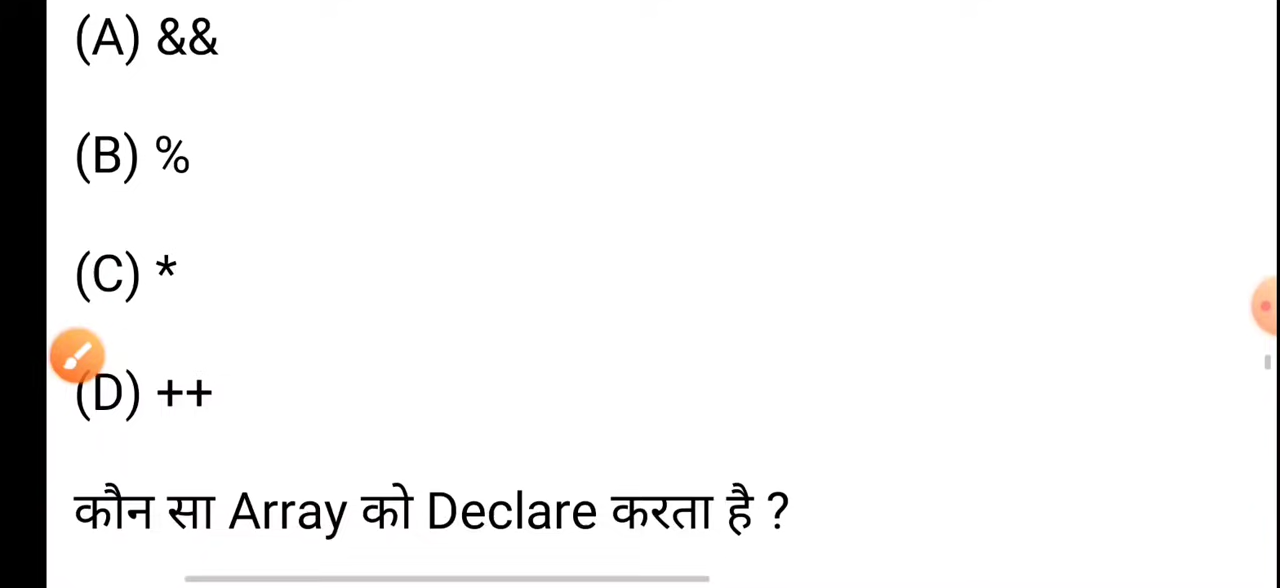 (A) &&
(B) %
(C) *
(D) ++
कौन सा Array को Declare करता है ?